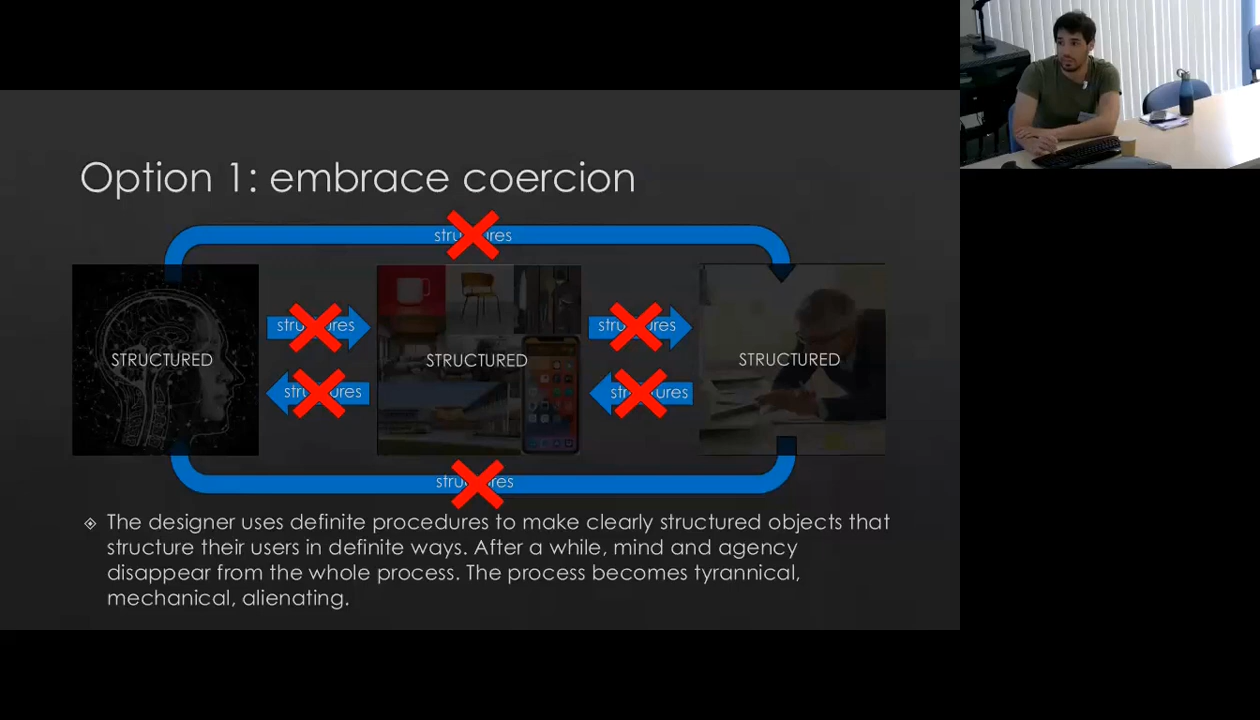 Option 1: embrace coercion
structures
structures
structures
STRUCTURED
STRUCTURED
STRUCTURED
structures
structures
structures
The designer uses definite procedures to make clearly structured objects that
structure their users in definite ways. After a while, mind and agency
disappear from the whole process. The process becomes tyrannical,
mechanical, alienating.